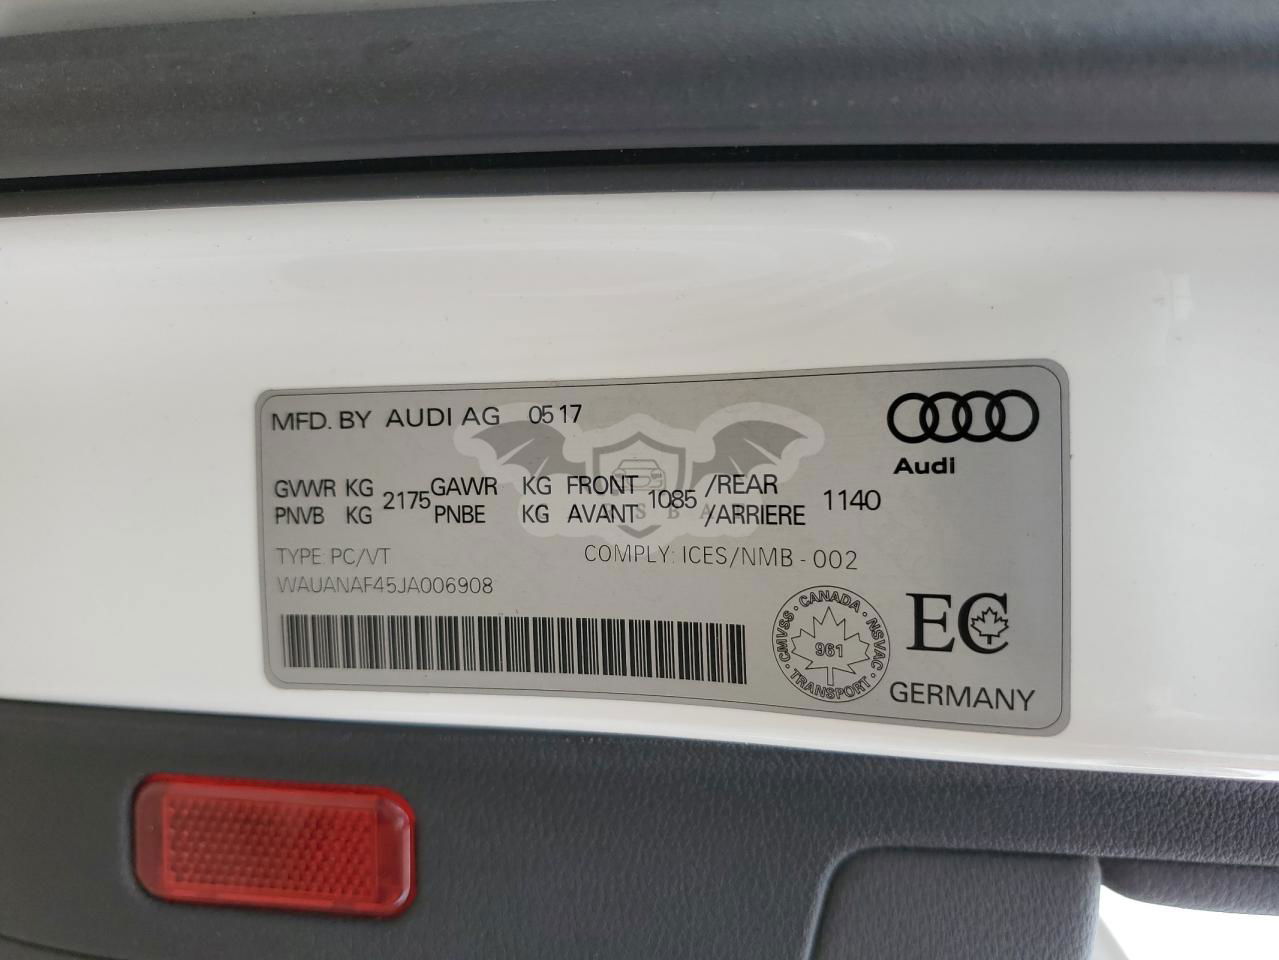 MFD. BY AUDI AG 0517
Audi
GVWR KG 2175 GAWR KG FRONT 1085 /REAR 1140
PNVB KG PNBE KG AVANT /ARRIERE
TYPE: PC/VT COMPLY: ICES/NMB-002
WAUANAF45JA006908
CANADA · NSVAC · TRANSPORT · CMVSS ·
961
EC
GERMANY